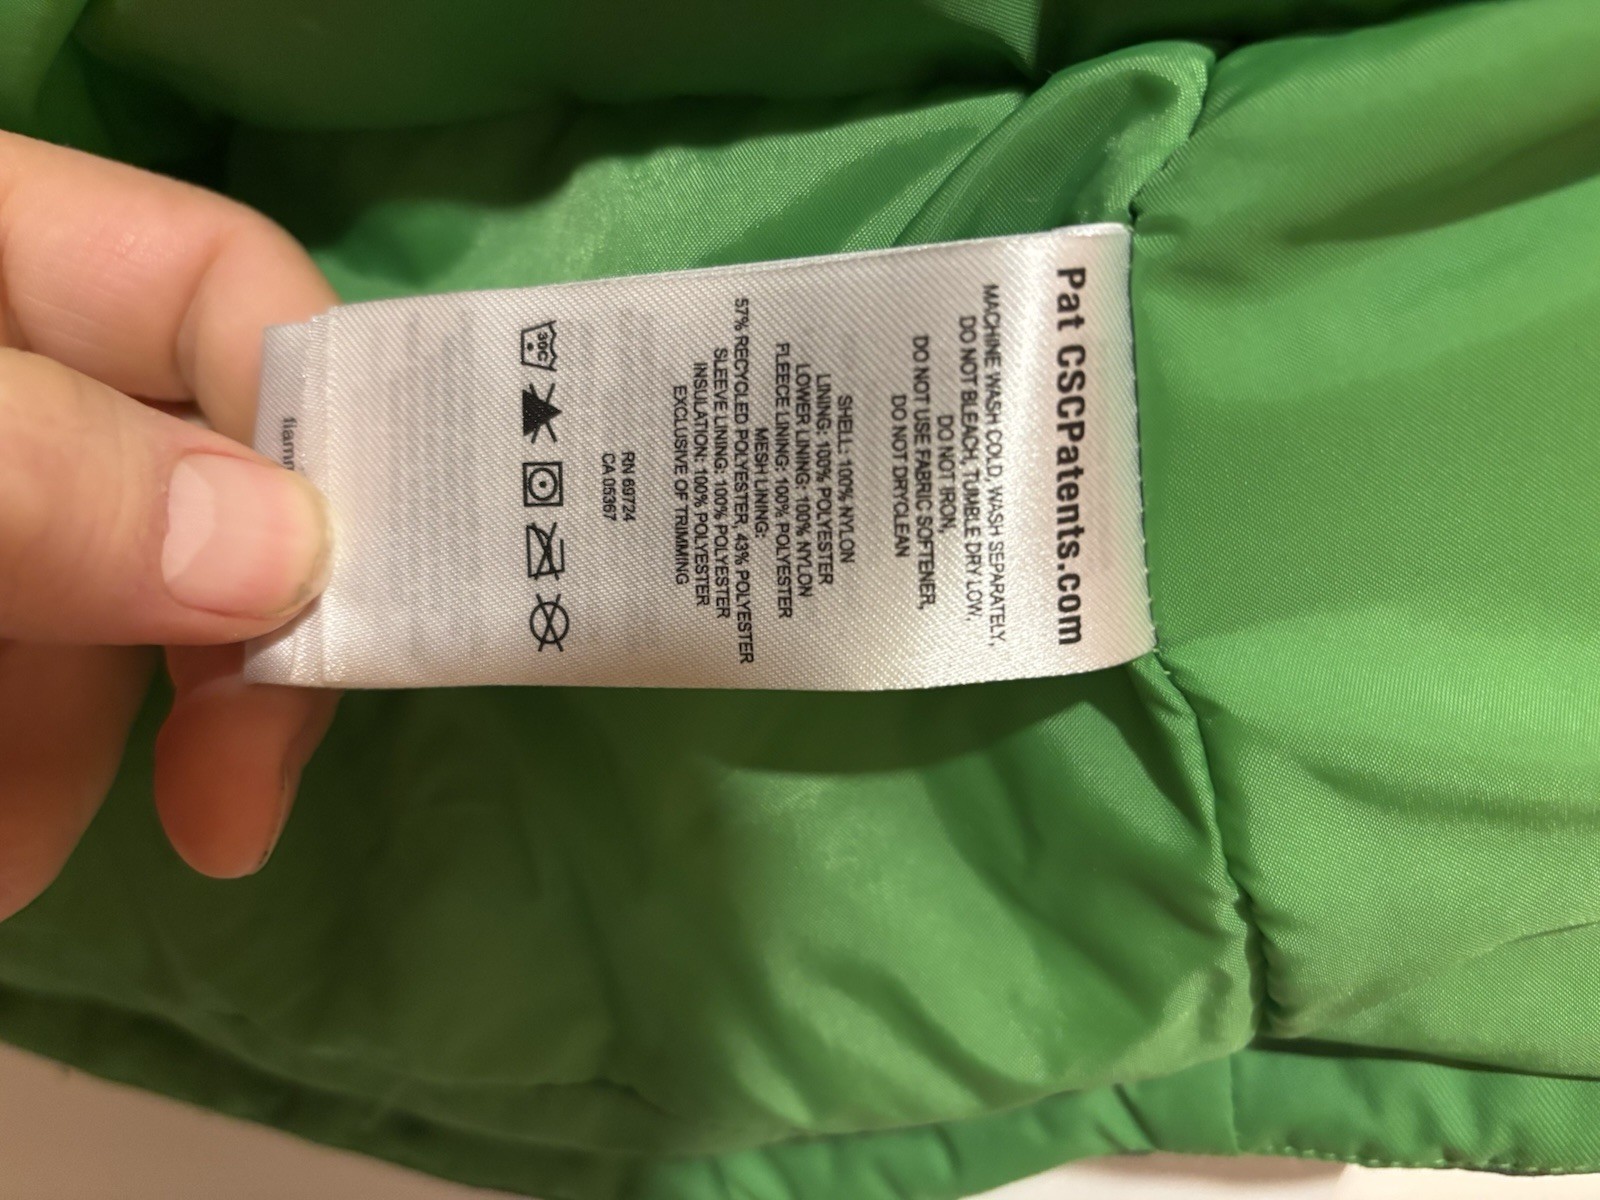 Pat CSCPatents.com
MACHINE WASH COLD, WASH SEPARATELY,
DO NOT BLEACH, TUMBLE DRY LOW,
DO NOT IRON,
DO NOT USE FABRIC SOFTENER,
DO NOT DRYCLEAN
SHELL: 100% NYLON
LINING: 100% POLYESTER
LOWER LINING: 100% NYLON
FLEECE LINING: 100% POLYESTER
MESH LINING:
57% RECYCLED POLYESTER, 43% POLYESTER
SLEEVE LINING: 100% POLYESTER
INSULATION: 100% POLYESTER
EXCLUSIVE OF TRIMMING
RN 69724
CA 05367
30C